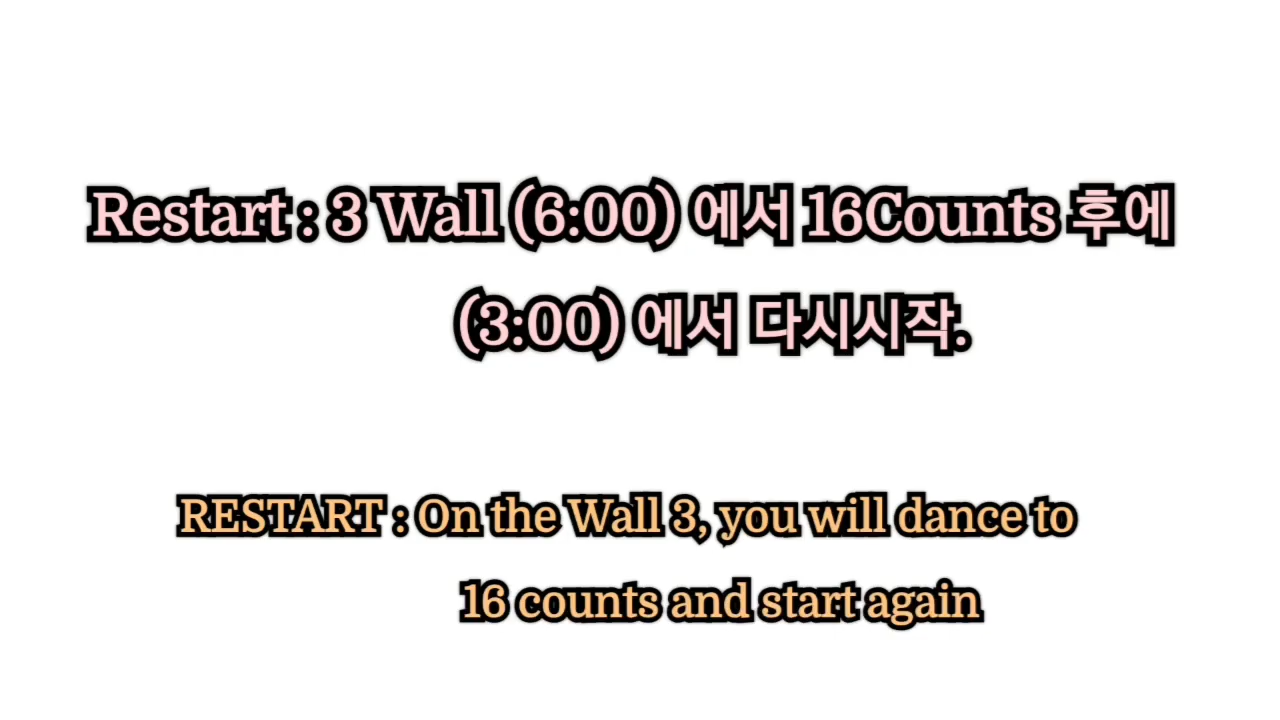 Restart : 3 Wall (6:00) 에서 16Counts 후에
(3:00) 에서 다시시작.
RESTART : On the Wall 3, you will dance to
16 counts and start again